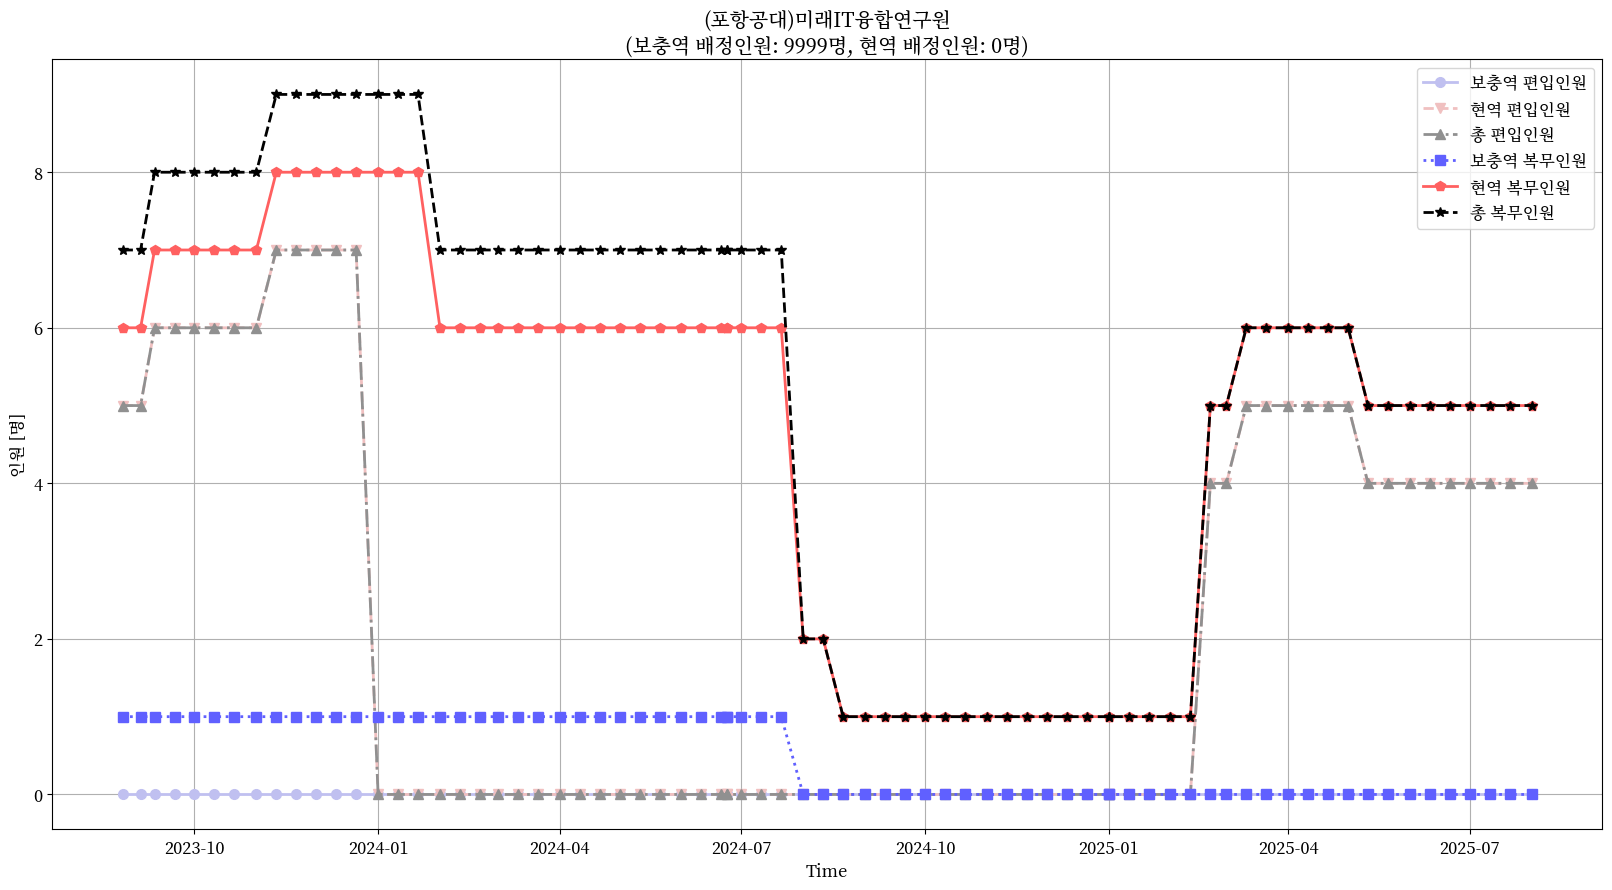 (포항공대)미래IT융합연구원
(보충역 배정인원: 9999명, 현역 배정인원: 0명)
보충역 편입인원
현역 편입인원
총 편입인원
보충역 복무인원
현역 복무인원
총 복무인원
인원 [명]
8
6
4
2
0
2023-10
2024-01
2024-04
2024-07
2024-10
2025-01
2025-04
2025-07
Time